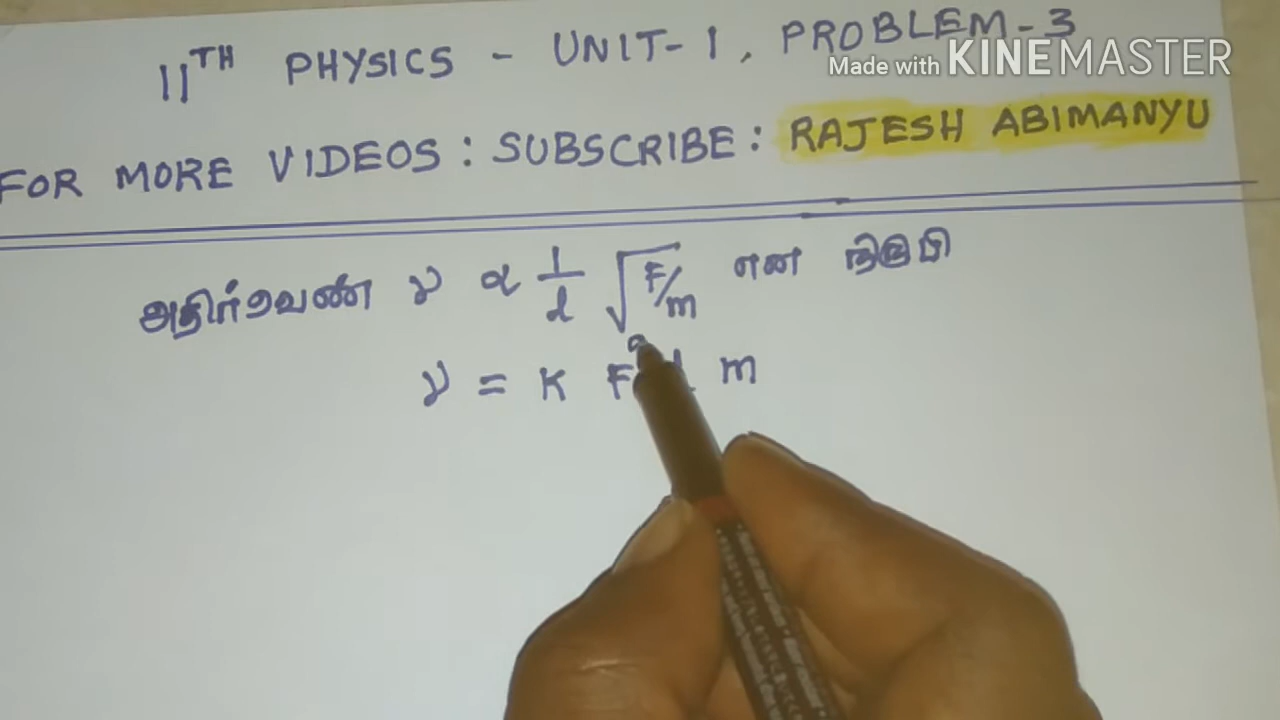 11TH PHYSICS - UNIT-1, PROBLEM-3
Made with KINEMASTER
FOR MORE VIDEOS: SUBSCRIBE: RAJESH ABIMANYU
அதிர்வெண் ν ∝ 1/l √F/m என நிரூபி
ν = K F^a l m